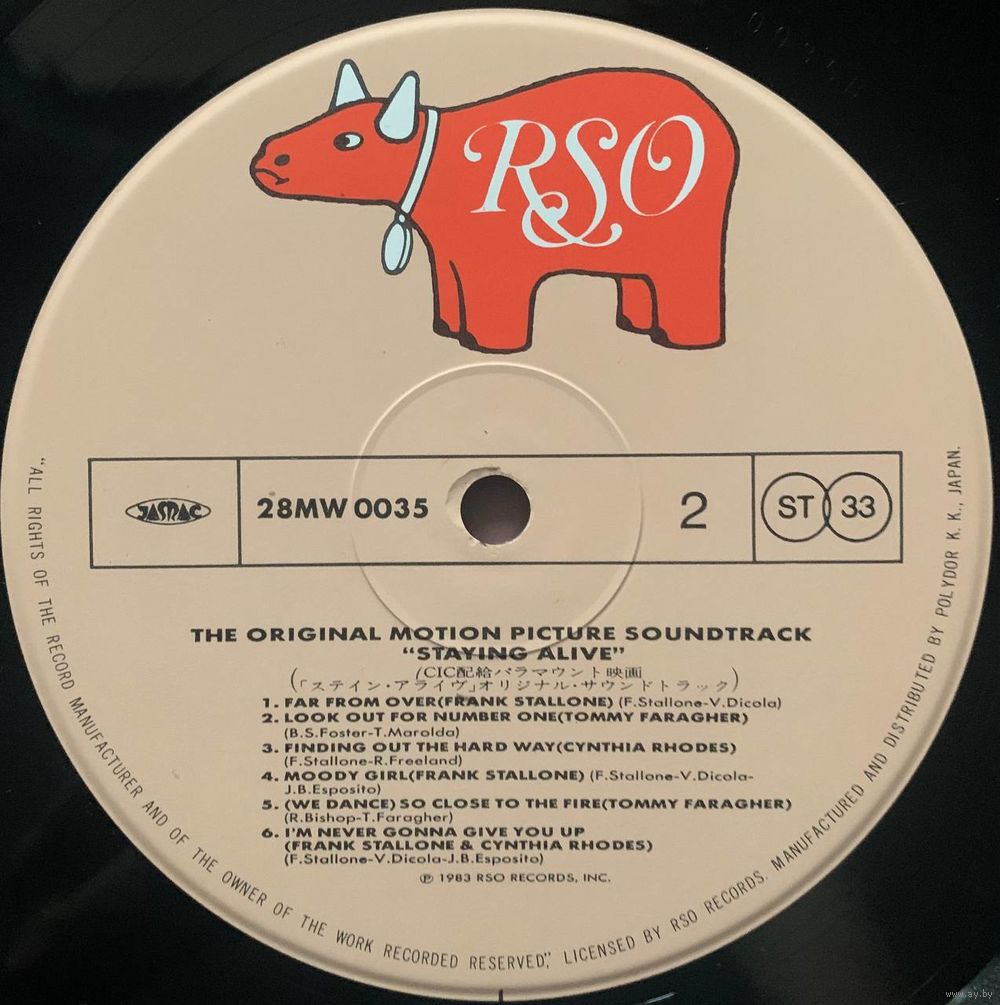 RSO
JASRAC
28MW 0035
2
ST 33
THE ORIGINAL MOTION PICTURE SOUNDTRACK
"STAYING ALIVE"
(CIC配給パラマウント映画
「ステイン・アライヴ」オリジナル・サウンドトラック)
1. FAR FROM OVER(FRANK STALLONE) (F.Stallone-V.Dicola)
2. LOOK OUT FOR NUMBER ONE(TOMMY FARAGHER)
(B.S.Foster-T.Marolda)
3. FINDING OUT THE HARD WAY(CYNTHIA RHODES)
(F.Stallone-R.Freeland)
4. MOODY GIRL(FRANK STALLONE) (F.Stallone-V.Dicola-
J.B.Esposito)
5. (WE DANCE) SO CLOSE TO THE FIRE(TOMMY FARAGHER)
(R.Bishop-T.Faragher)
6. I'M NEVER GONNA GIVE YOU UP
(FRANK STALLONE & CYNTHIA RHODES)
(F.Stallone-V.Dicola-J.B.Esposito)
℗ 1983 RSO RECORDS, INC.
"ALL RIGHTS OF THE RECORD MANUFACTURER AND OF THE OWNER OF THE WORK RECORDED RESERVED," LICENSED BY RSO RECORDS. MANUFACTURED AND DISTRIBUTED BY POLYDOR K. K., JAPAN.
www.ay.by